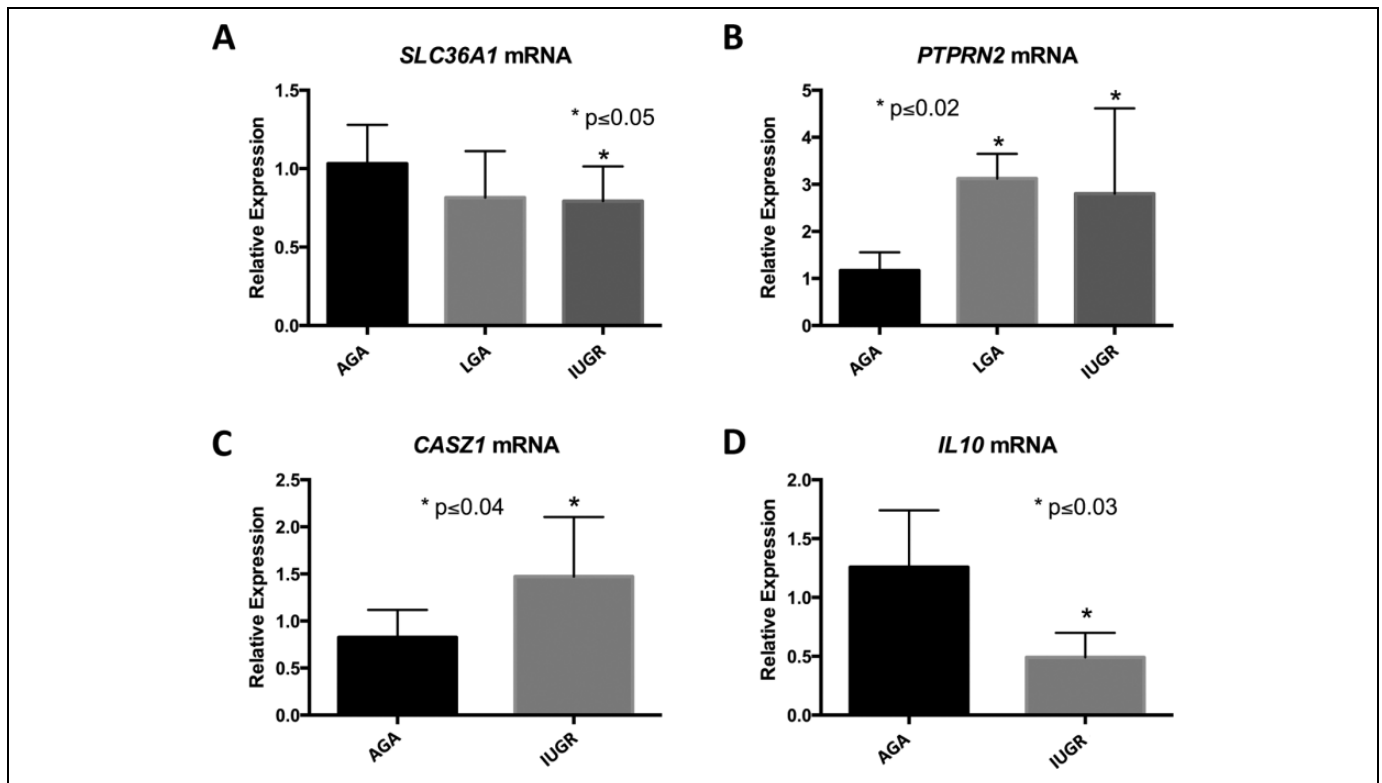 A
SLC36A1 mRNA
Relative Expression
1.5
1.0
0.5
0.0
* p≤0.05
*
AGA
LGA
IUGR
B
PTPRN2 mRNA
Relative Expression
5
4
3
2
1
0
* p≤0.02
*
*
AGA
LGA
IUGR
C
CASZ1 mRNA
Relative Expression
2.5
2.0
1.5
1.0
0.5
0.0
* p≤0.04
*
AGA
IUGR
D
IL10 mRNA
Relative Expression
2.0
1.5
1.0
0.5
0.0
* p≤0.03
*
AGA
IUGR